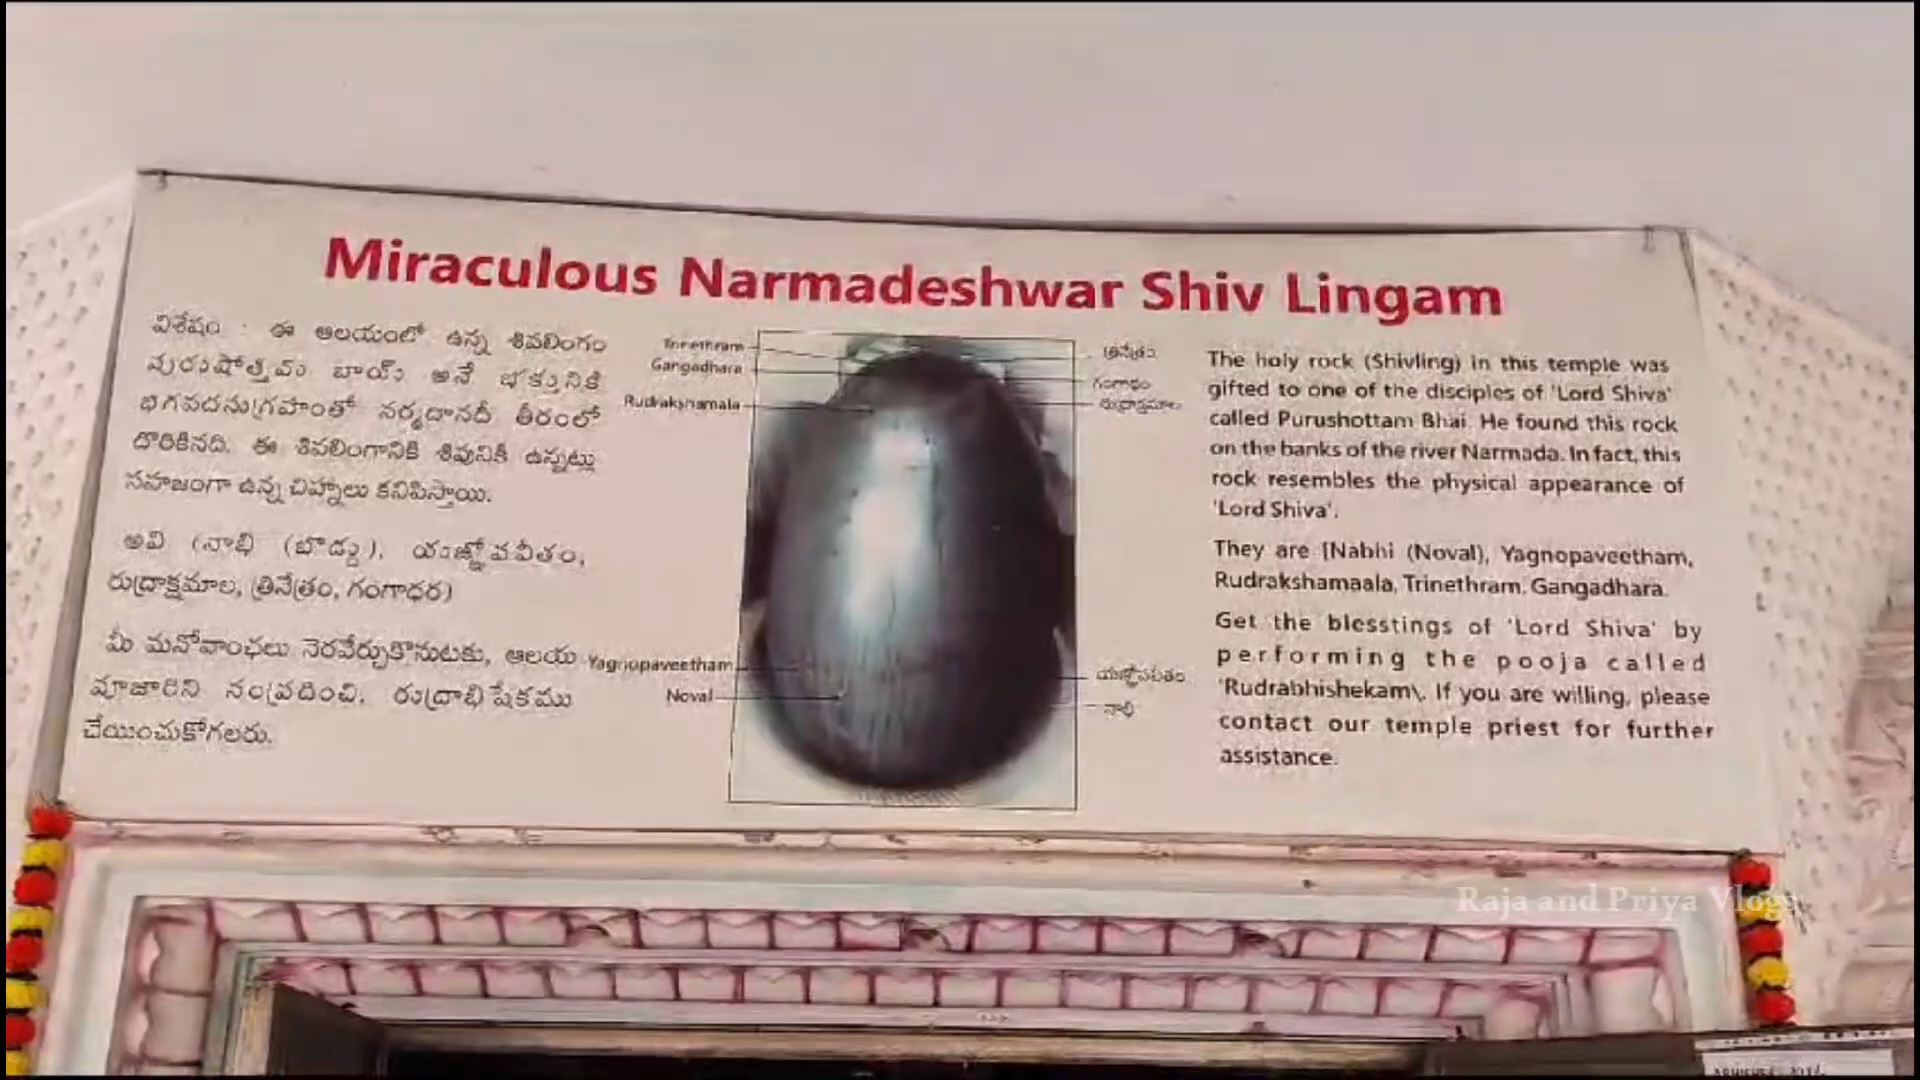 Miraculous Narmadeshwar Shiv Lingam
విశేషం : ఈ ఆలయంలో ఉన్న శివలింగం
పురుషోత్తమ్ బాయ్ అనే భక్తునికి
భగవదనుగ్రహంతో నర్మదానదీ తీరంలో
దొరికినది. ఈ శివలింగానికి శివునికి ఉన్నట్లు
సహజంగా ఉన్న చిహ్నాలు కనిపిస్తాయి.
అవి (నాభి (బొడ్డు), యజ్ఞోపవీతం,
రుద్రాక్షమాల, త్రినేత్రం, గంగాధర)
మీ మనోవాంఛలు నెరవేర్చుకొనుటకు, ఆలయ
పూజారిని సంప్రదించి, రుద్రాభిషేకము
చేయించుకోగలరు.
Trinethram
Gangadhara
Rudrakshamala
Yagnopaveetham
Noval
త్రినేత్రం
గంగాధరం
రుద్రాక్షమాల
యజ్ఞోపవీతం
నాభి
The holy rock (Shivling) in this temple was
gifted to one of the disciples of 'Lord Shiva'
called Purushottam Bhai. He found this rock
on the banks of the river Narmada. In fact, this
rock resembles the physical appearance of
'Lord Shiva'.
They are [Nabhi (Noval), Yagnopaveetham,
Rudrakshamaala, Trinethram. Gangadhara.
Get the blesstings of 'Lord Shiva' by
performing the pooja called
'Rudrabhishekam\. If you are willing, please
contact our temple priest for further
assistance.
Raja and Priya Vlogs